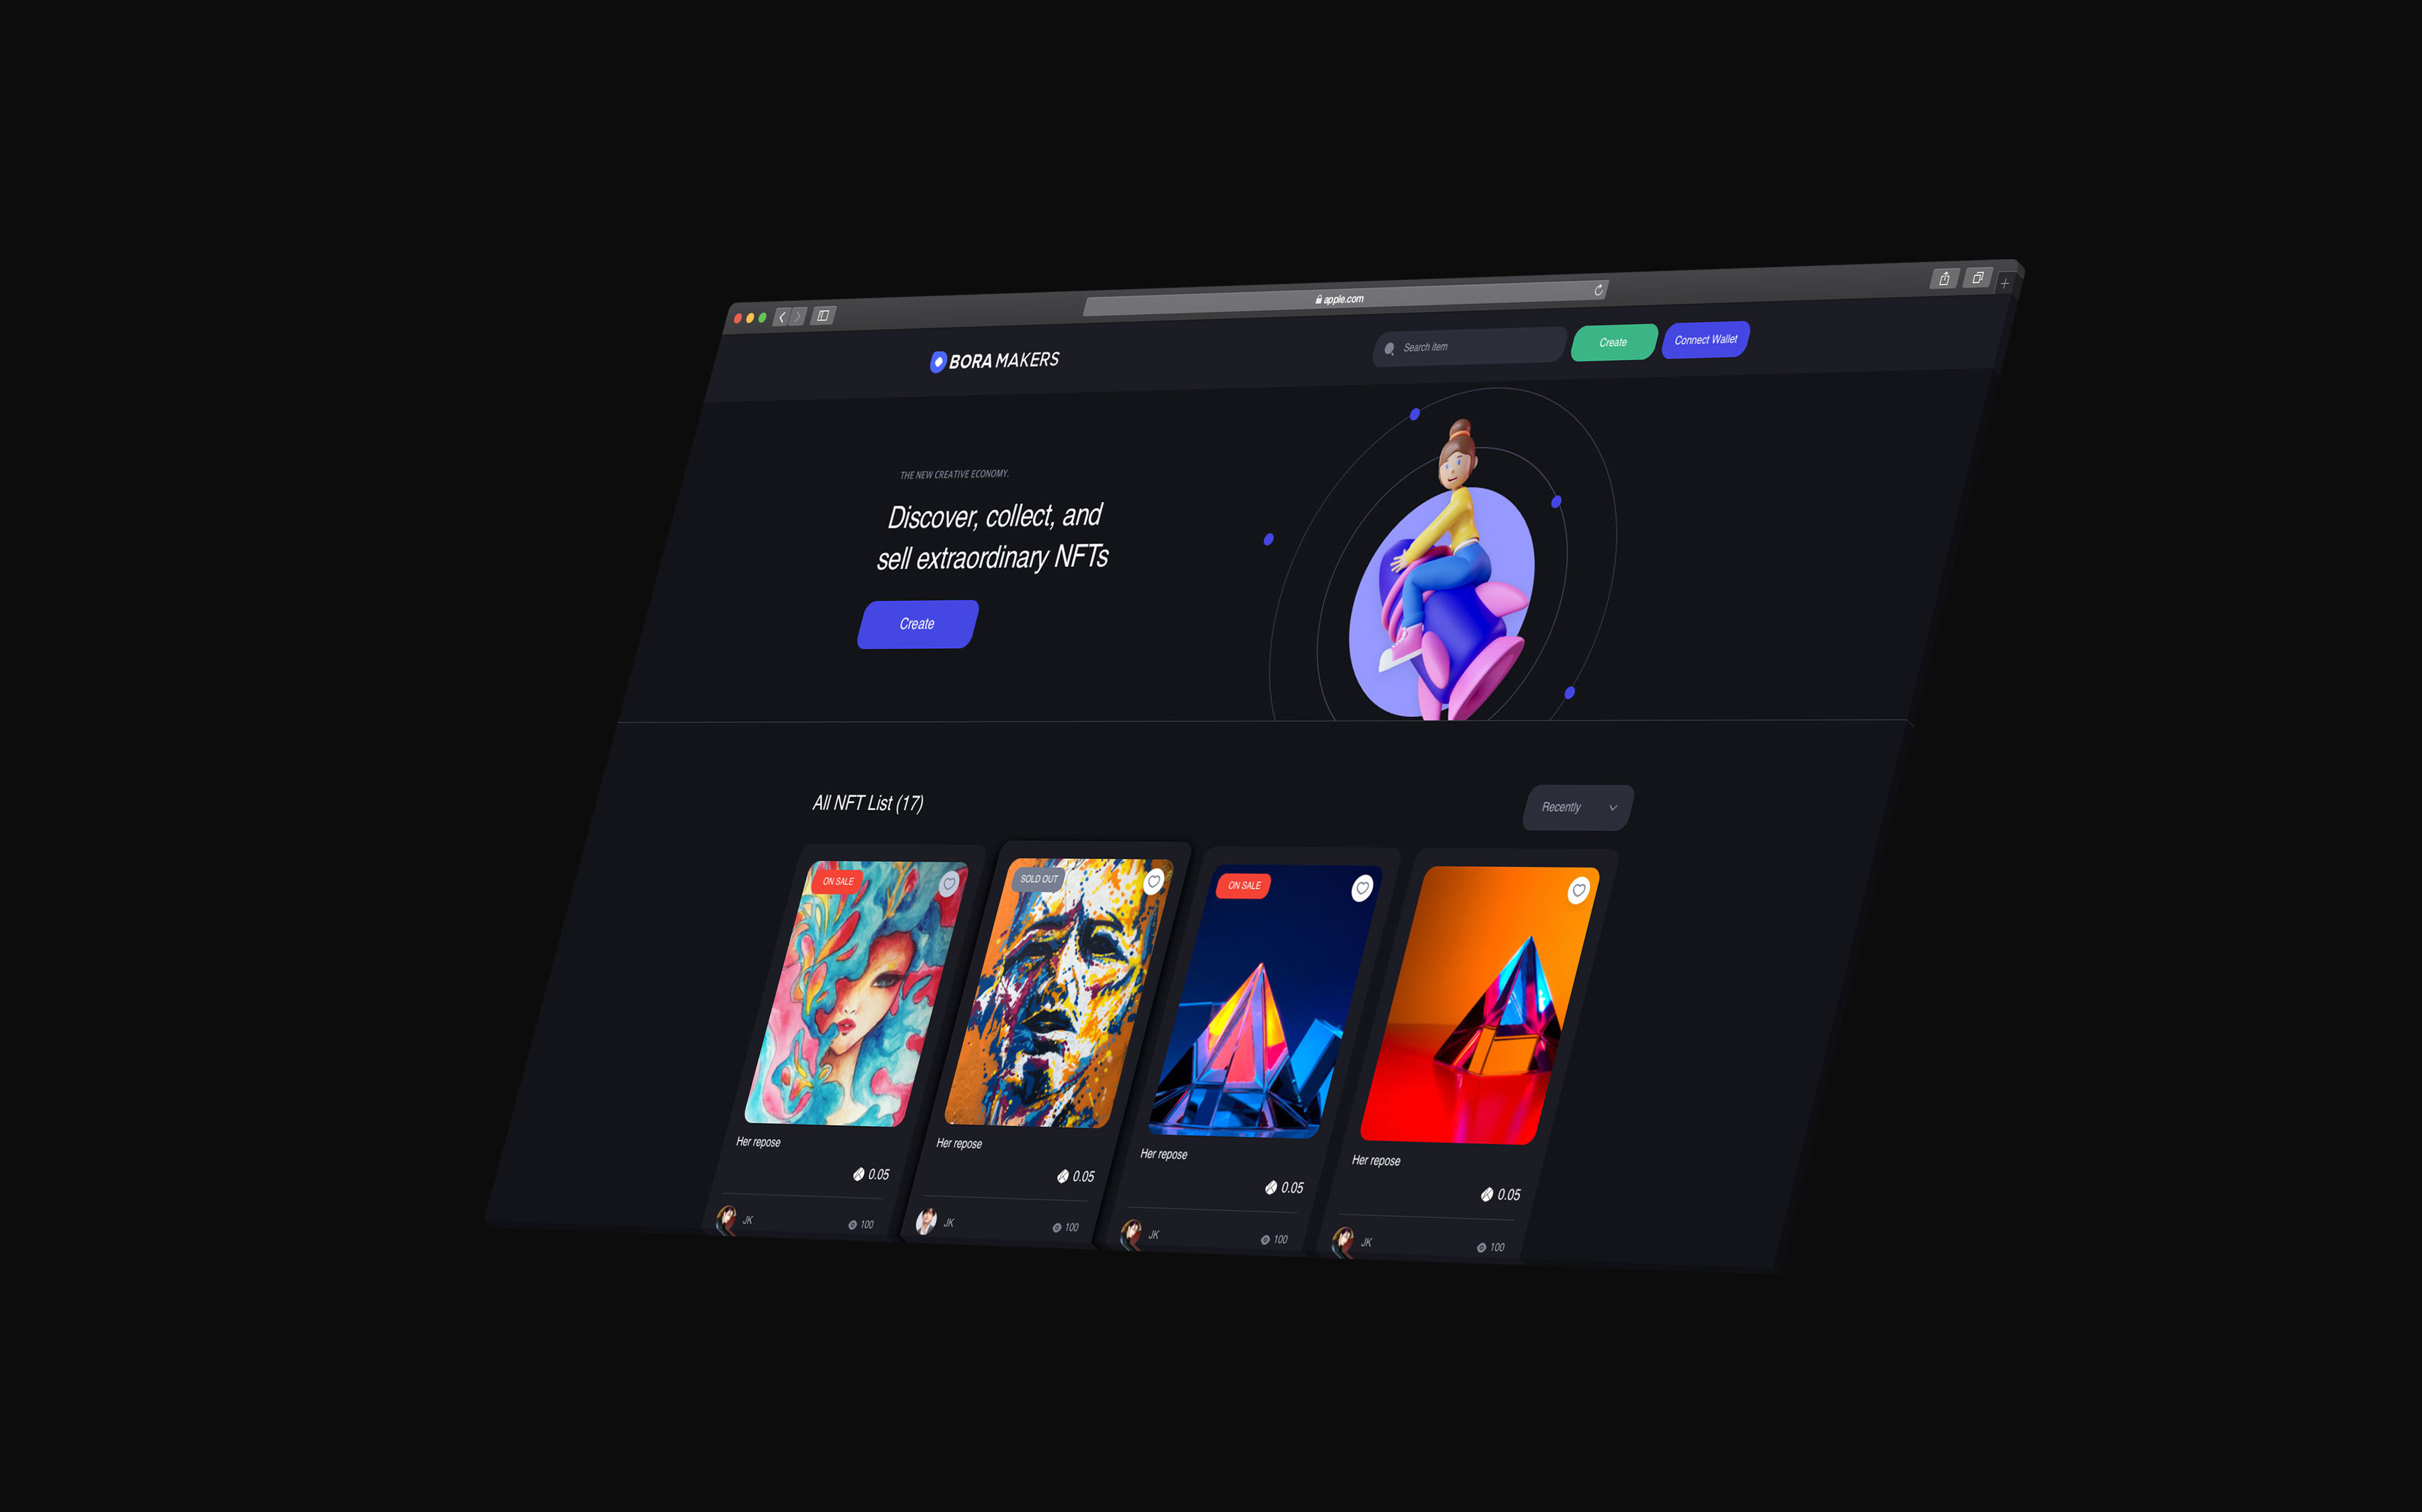 apple.com
BORA MAKERS
Search item
Create
Connect Wallet
THE NEW CREATIVE ECONOMY.
Discover, collect, and
sell extraordinary NFTs
Create
All NFT List (17)
Recently
ON SALE
SOLD OUT
ON SALE
Her repose
Her repose
Her repose
Her repose
0.05
0.05
0.05
0.05
JK
100
JK
100
JK
100
JK
100